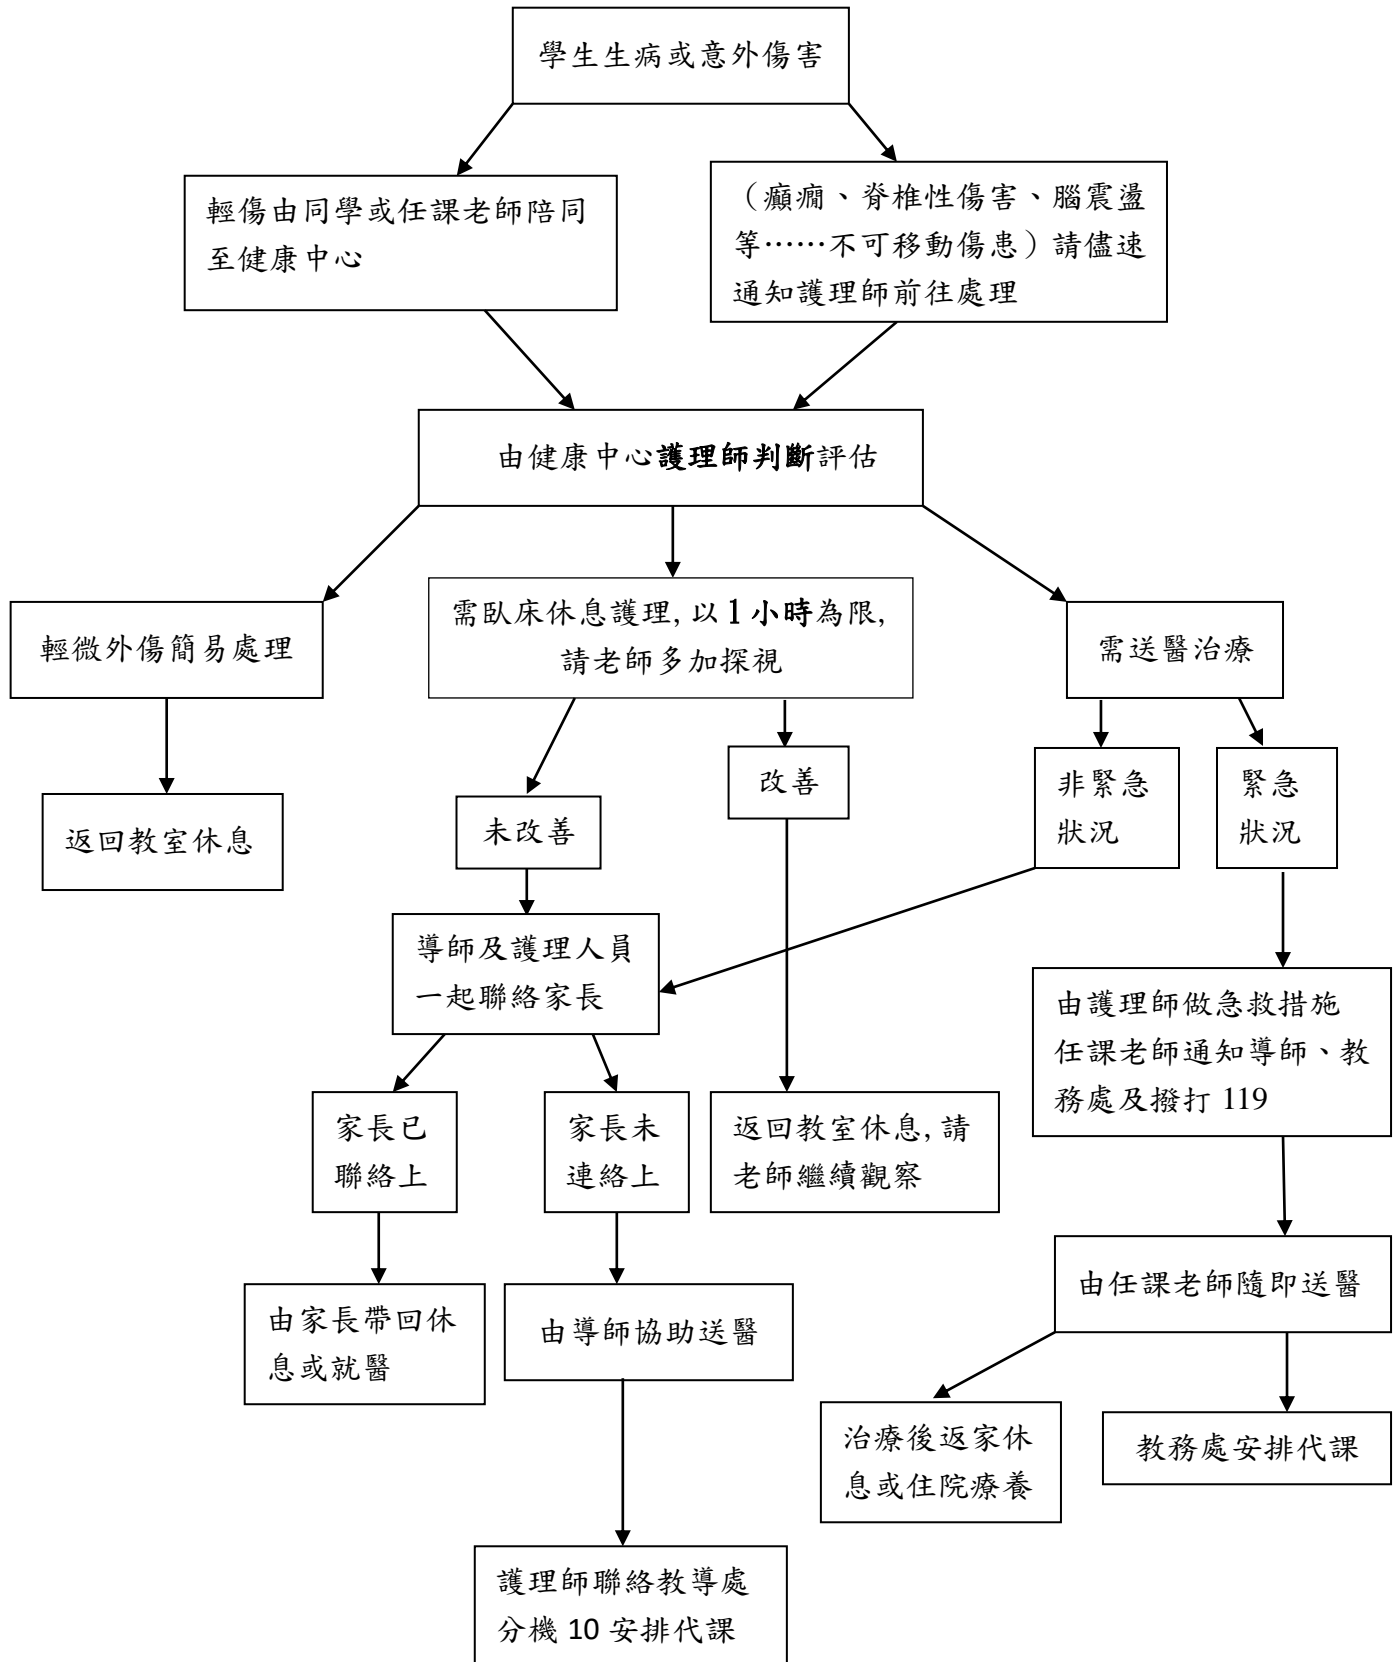 學生生病或意外傷害
輕傷由同學或任課老師陪同
至健康中心
（癲癇、脊椎性傷害、腦震盪
等……不可移動傷患）請儘速
通知護理師前往處理
由健康中心護理師判斷評估
輕微外傷簡易處理
需臥床休息護理,以1小時為限,
請老師多加探視
需送醫治療
返回教室休息
未改善
改善
非緊急
狀況
緊急
狀況
導師及護理人員
一起聯絡家長
由護理師做急救措施
任課老師通知導師、教
務處及撥打 119
家長已
聯絡上
家長未
連絡上
返回教室休息,請
老師繼續觀察
由家長帶回休
息或就醫
由導師協助送醫
由任課老師隨即送醫
治療後返家休
息或住院療養
教務處安排代課
護理師聯絡教導處
分機 10 安排代課